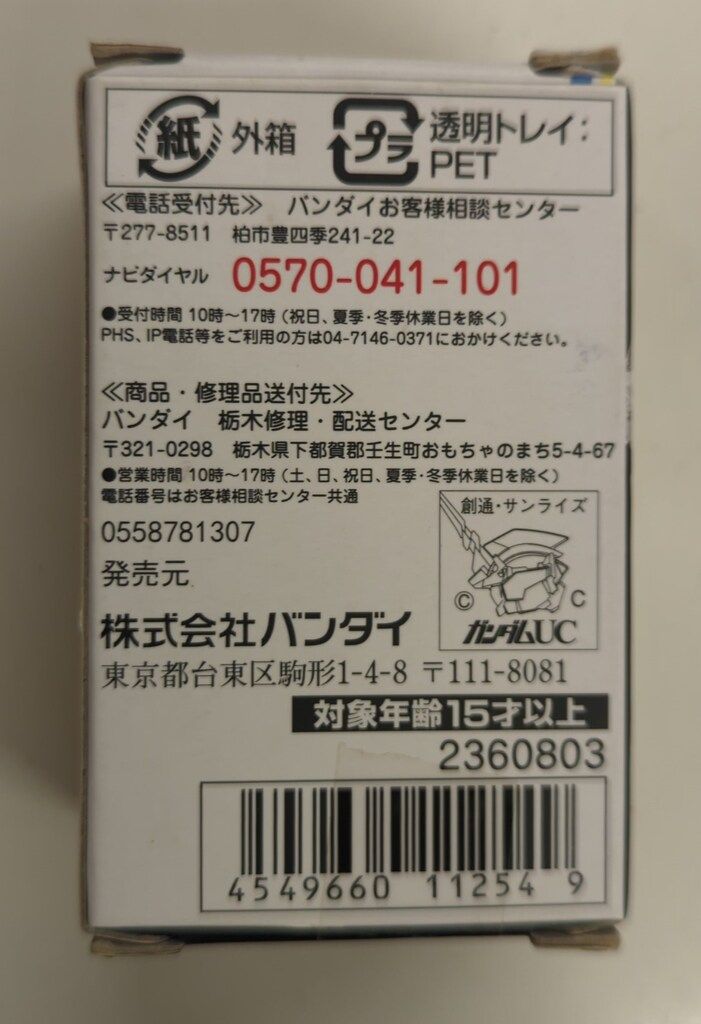 紙 外箱 プラ 透明トレイ:
PET
≪電話受付先≫ バンダイお客様相談センター
〒277-8511 柏市豊四季241-22
ナビダイヤル 0570-041-101
●受付時間 10時～17時(祝日、夏季・冬季休業日を除く)
PHS、IP電話等をご利用の方は04-7146-0371におかけください。
≪商品・修理品送付先≫
バンダイ 栃木修理・配送センター
〒321-0298 栃木県下都賀郡壬生町おもちゃのまち5-4-67
●営業時間 10時～17時(土、日、祝日、夏季・冬季休業日を除く)
電話番号はお客様相談センター共通
0558781307
創通・サンライズ
© C
ガンダムUC
発売元
株式会社バンダイ
東京都台東区駒形1-4-8 〒111-8081
対象年齢15才以上
2360803
4549660 11254 9